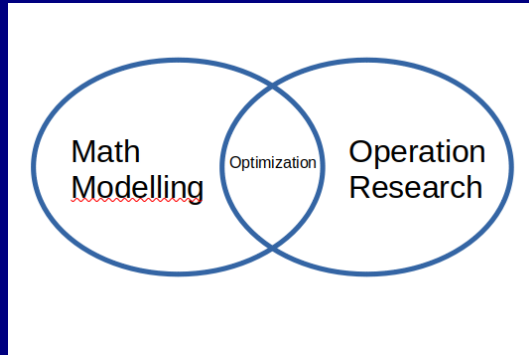 Math
Modelling
Optimization
Operation
Research